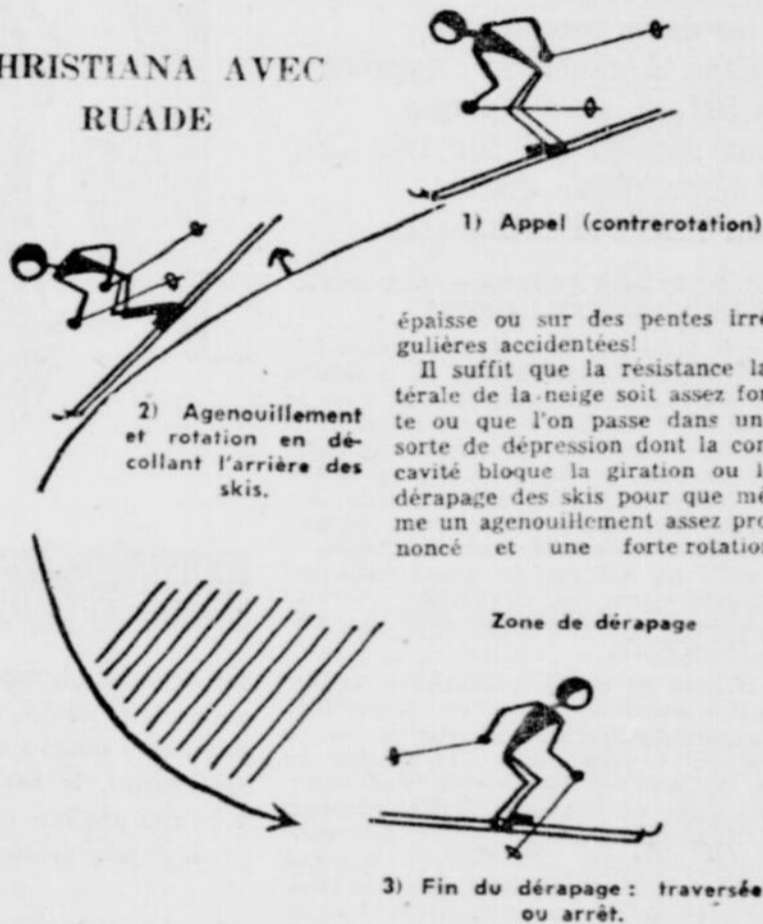 HRISTIANA AVEC
RUADE
1) Appel (contrerotation)
épaisse ou sur des pentes irré
gulières accidentées!
Il suffit que la résistance la
térale de la neige soit assez for
te ou que l'on passe dans un
sorte de dépression dont la con
cavité bloque la giration ou l
dérapage des skis pour que mê
me un agenouillement assez pro
noncé et une forte rotation
2) Agenouillement
et rotation en dé-
collant l'arrière des
skis.
Zone de dérapage
3) Fin du dérapage : traversée
ou arrêt.